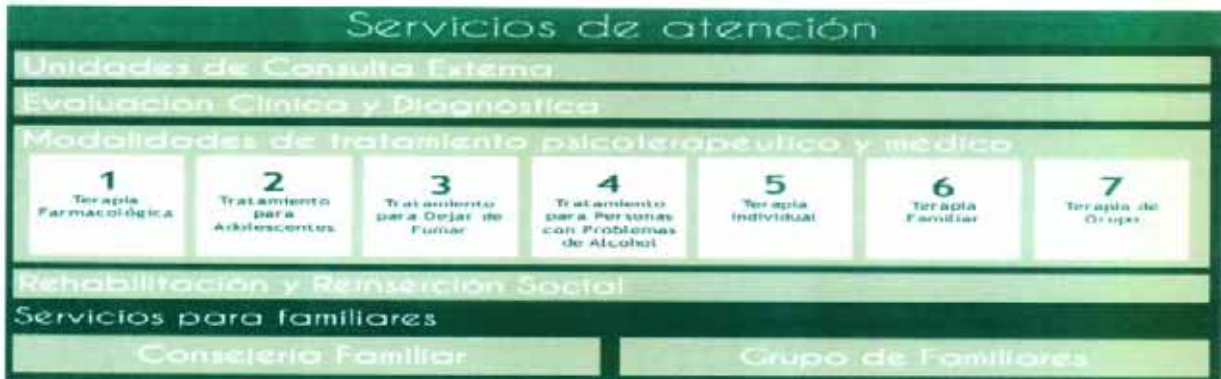 Servicios de atención
Unidades de Consulta Externa
Evaluación Clínica y Diagnóstica
Modalidades de tratamiento psicoterapéutico y médico
1
Terapia
Farmacológica
2
Tratamiento
para
Adolescentes
3
Tratamiento
para Dejar de
Fumar
4
Tratamiento
para Personas
con Problemas
de Alcohol
5
Terapia
Individual
6
Terapia
Familiar
7
Terapia de
Grupo
Rehabilitación y Reinserción Social
Servicios para familiares
Consejería Familiar
Grupo de Familiares